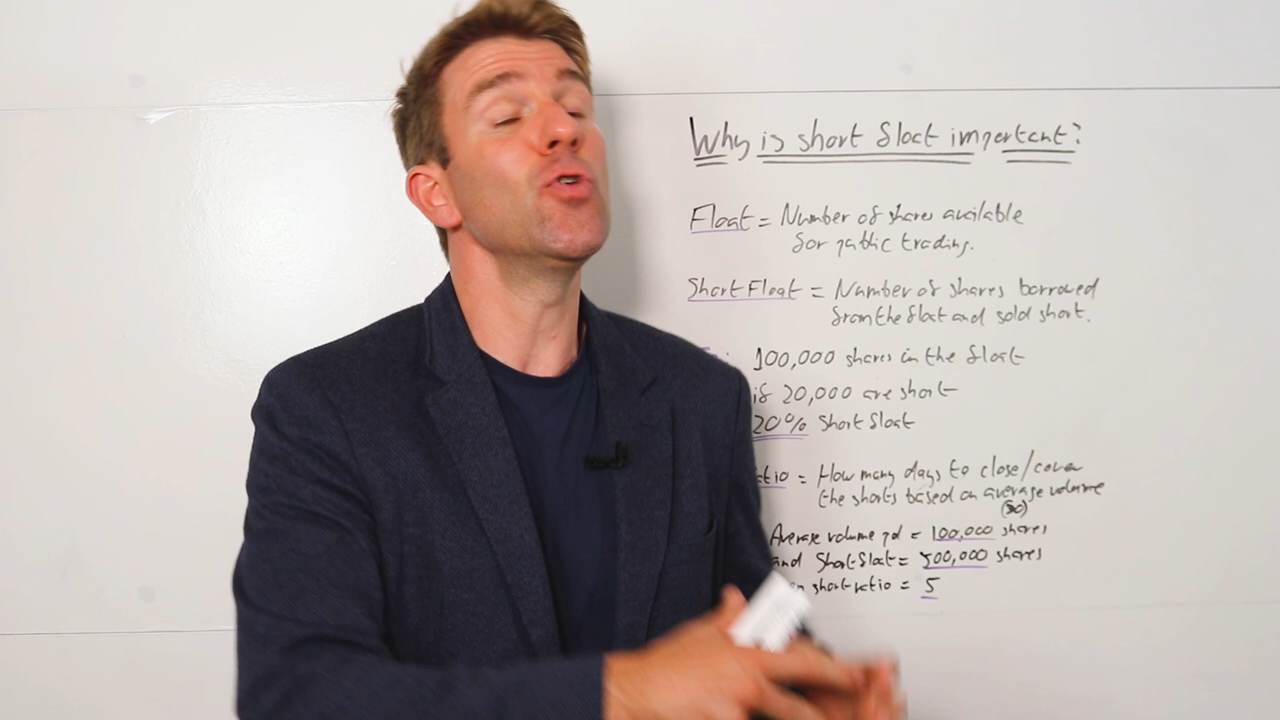 Why is short float important?
Float = Number of shares available
for public trading.
Short Float = Number of shares borrowed
from the float and sold short.
100,000 shares in the float
if 20,000 are short
20% short float
= How many days to close/cover
the shorts based on average volume
(30)
Average volume pd = 100,000 shares
and Short float = 500,000 shares
short ratio = 5